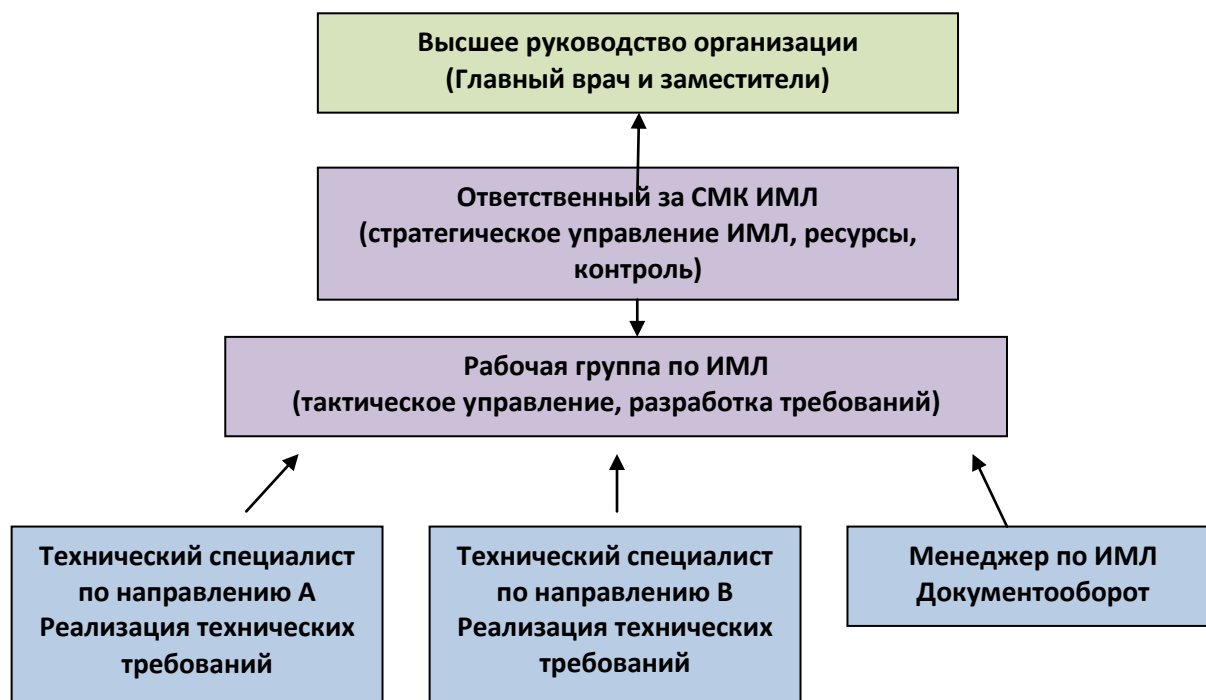 Высшее руководство организации
(Главный врач и заместители)
Ответственный за СМК ИМЛ
(стратегическое управление ИМЛ, ресурсы,
контроль)
Рабочая группа по ИМЛ
(тактическое управление, разработка требований)
Технический специалист
по направлению А
Реализация технических
требований
Технический специалист
по направлению В
Реализация технических
требований
Менеджер по ИМЛ
Документооборот